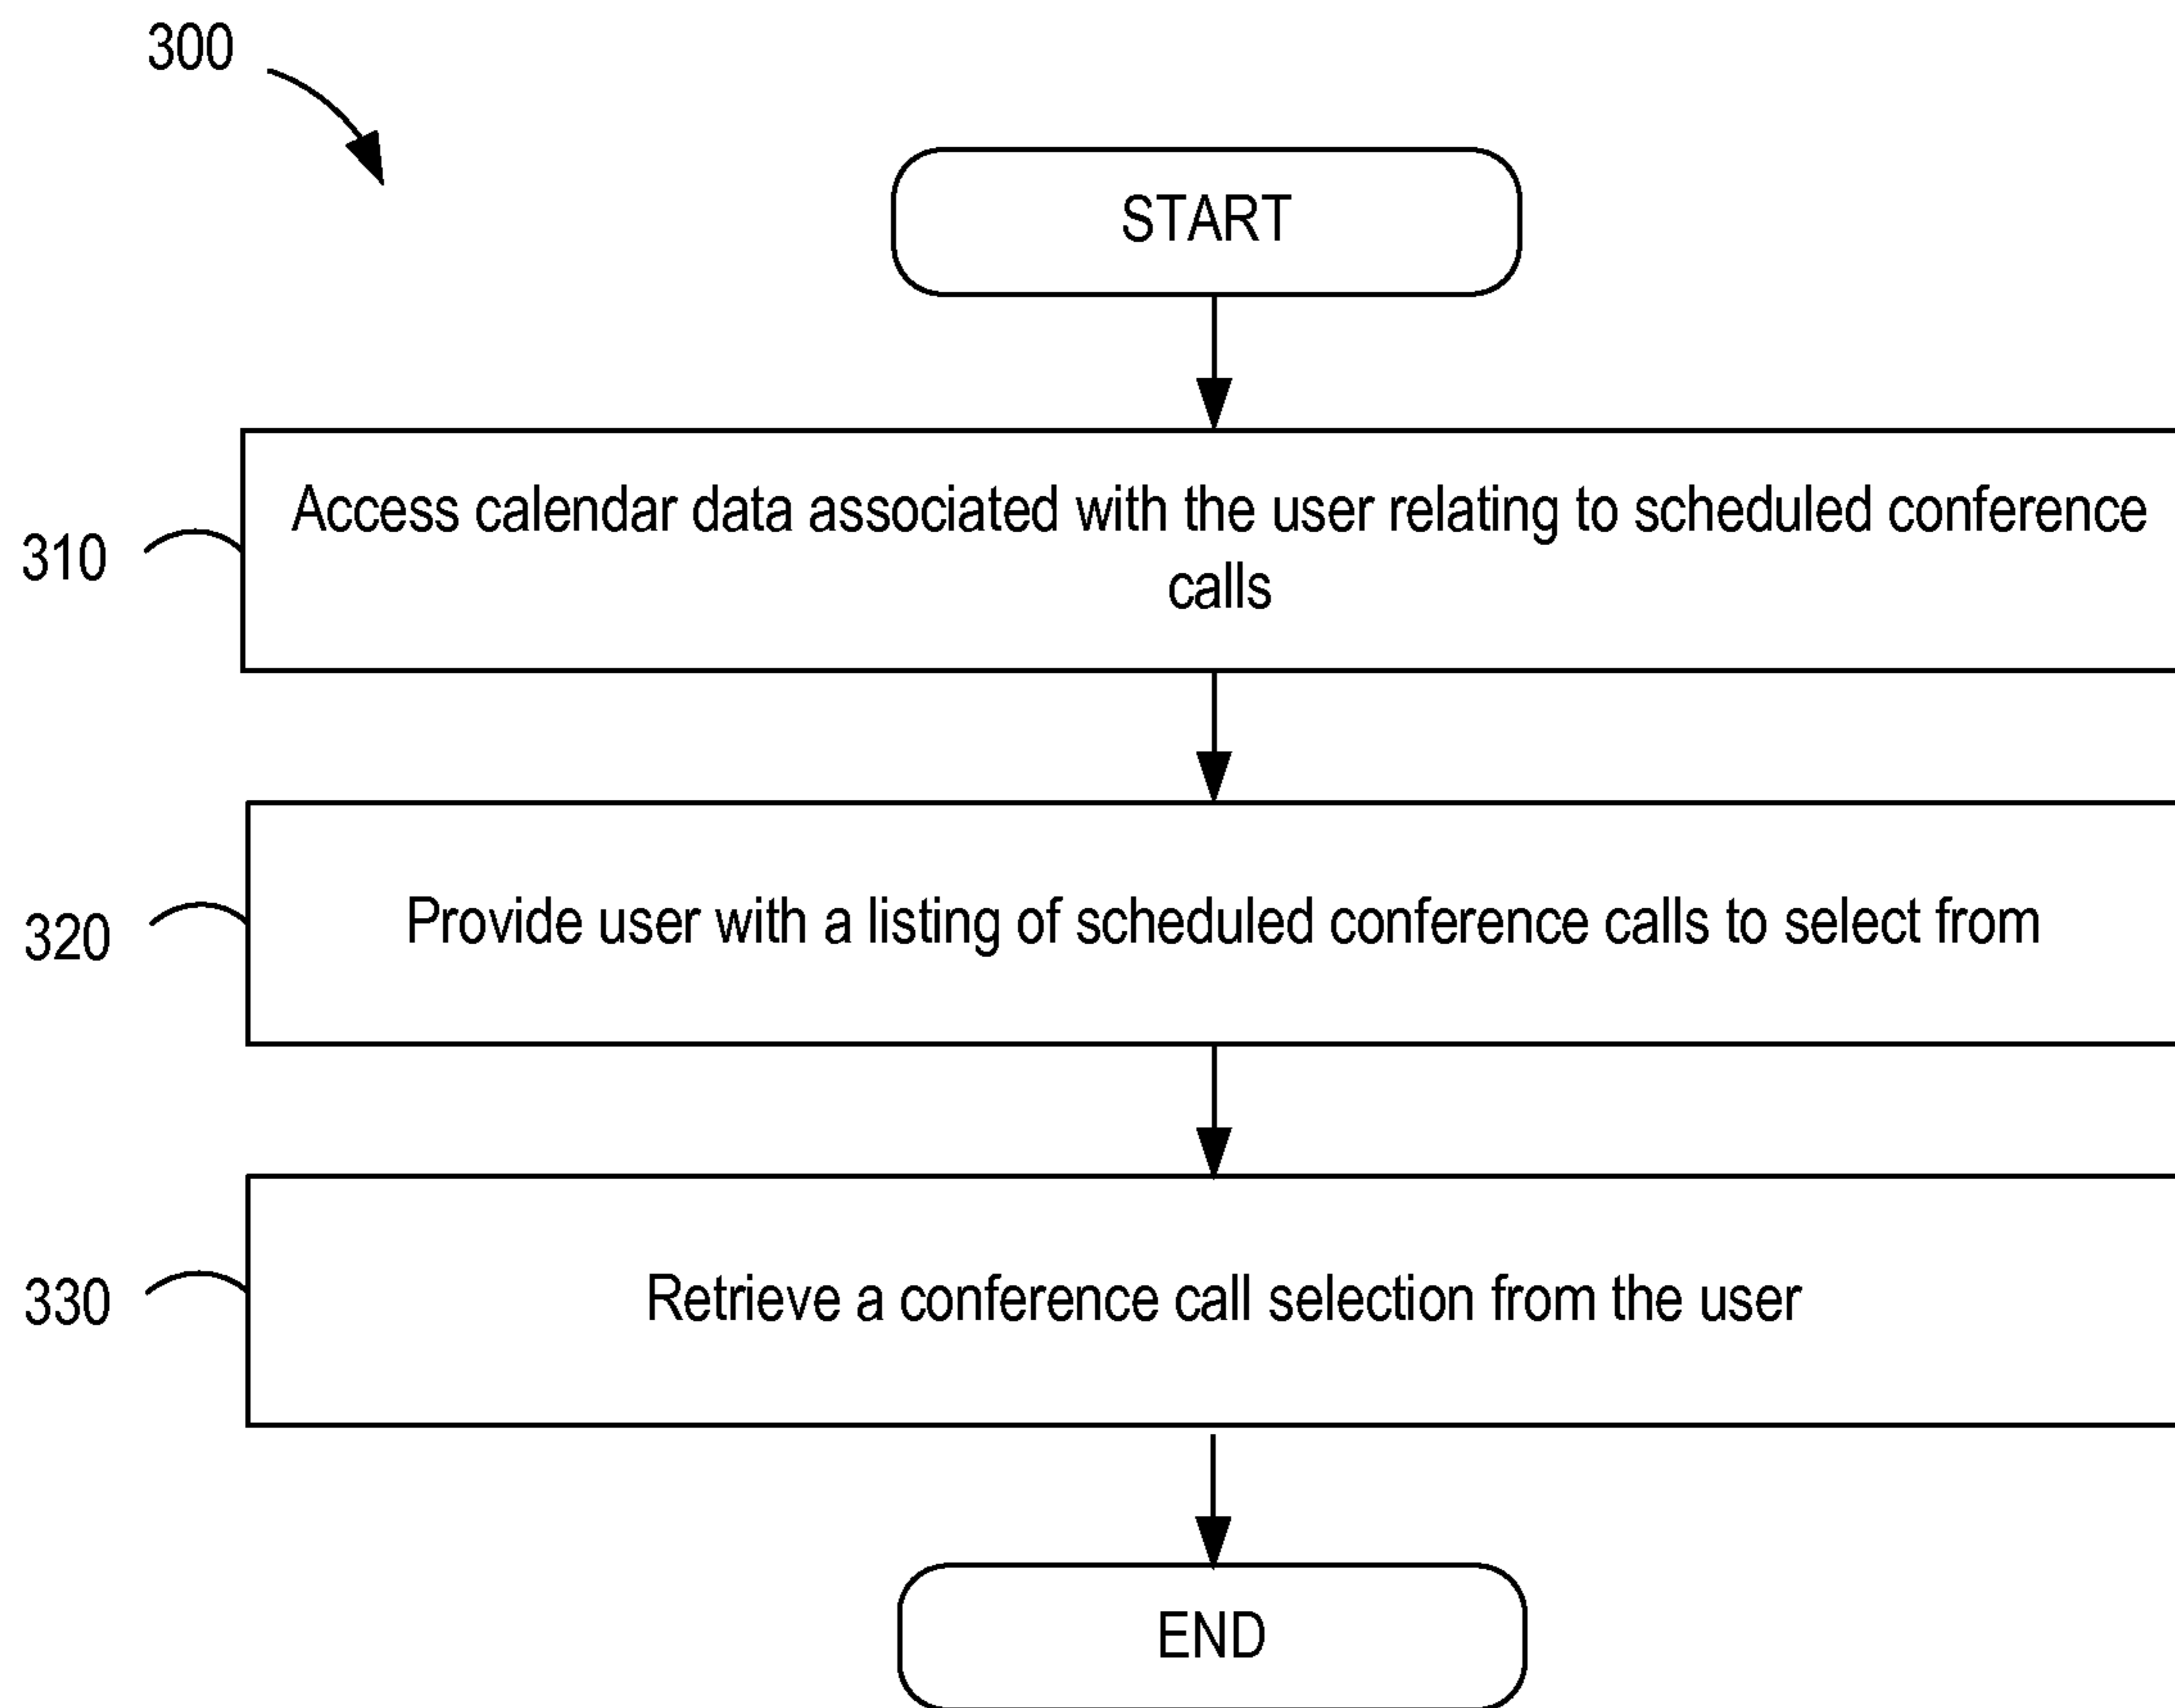 300
START
Access calendar data associated with the user relating to scheduled conference
calls
310
Provide user with a listing of scheduled conference calls to select from
320
Retrieve a conference call selection from the user
330
END